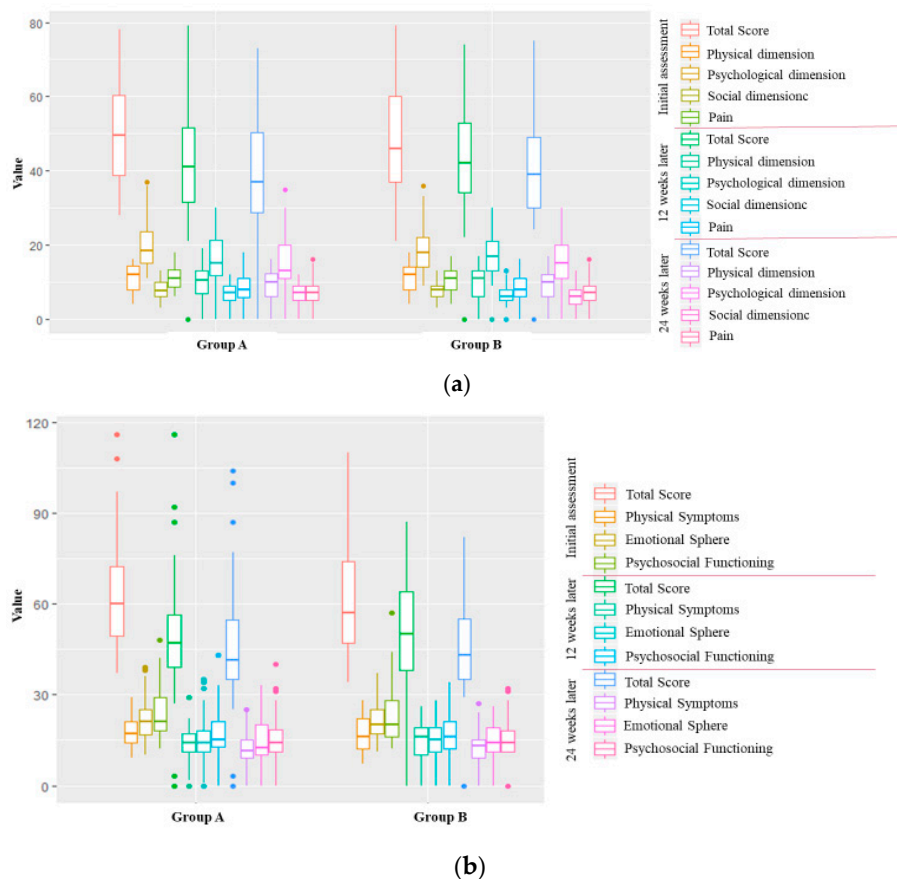 80
60
40
20
0
Value
Group A
Group B
Initial assessment
Total Score
Physical dimension
Psychological dimension
Social dimensionc
Pain
12 weeks later
Total Score
Physical dimension
Psychological dimension
Social dimensionc
Pain
24 weeks later
Total Score
Physical dimension
Psychological dimension
Social dimensionc
Pain
(a)
120
90
60
30
0
Value
Group A
Group B
Initial assessment
Total Score
Physical Symptoms
Emotional Sphere
Psychosocial Functioning
12 weeks later
Total Score
Physical Symptoms
Emotional Sphere
Psychosocial Functioning
24 weeks later
Total Score
Physical Symptoms
Emotional Sphere
Psychosocial Functioning
(b)